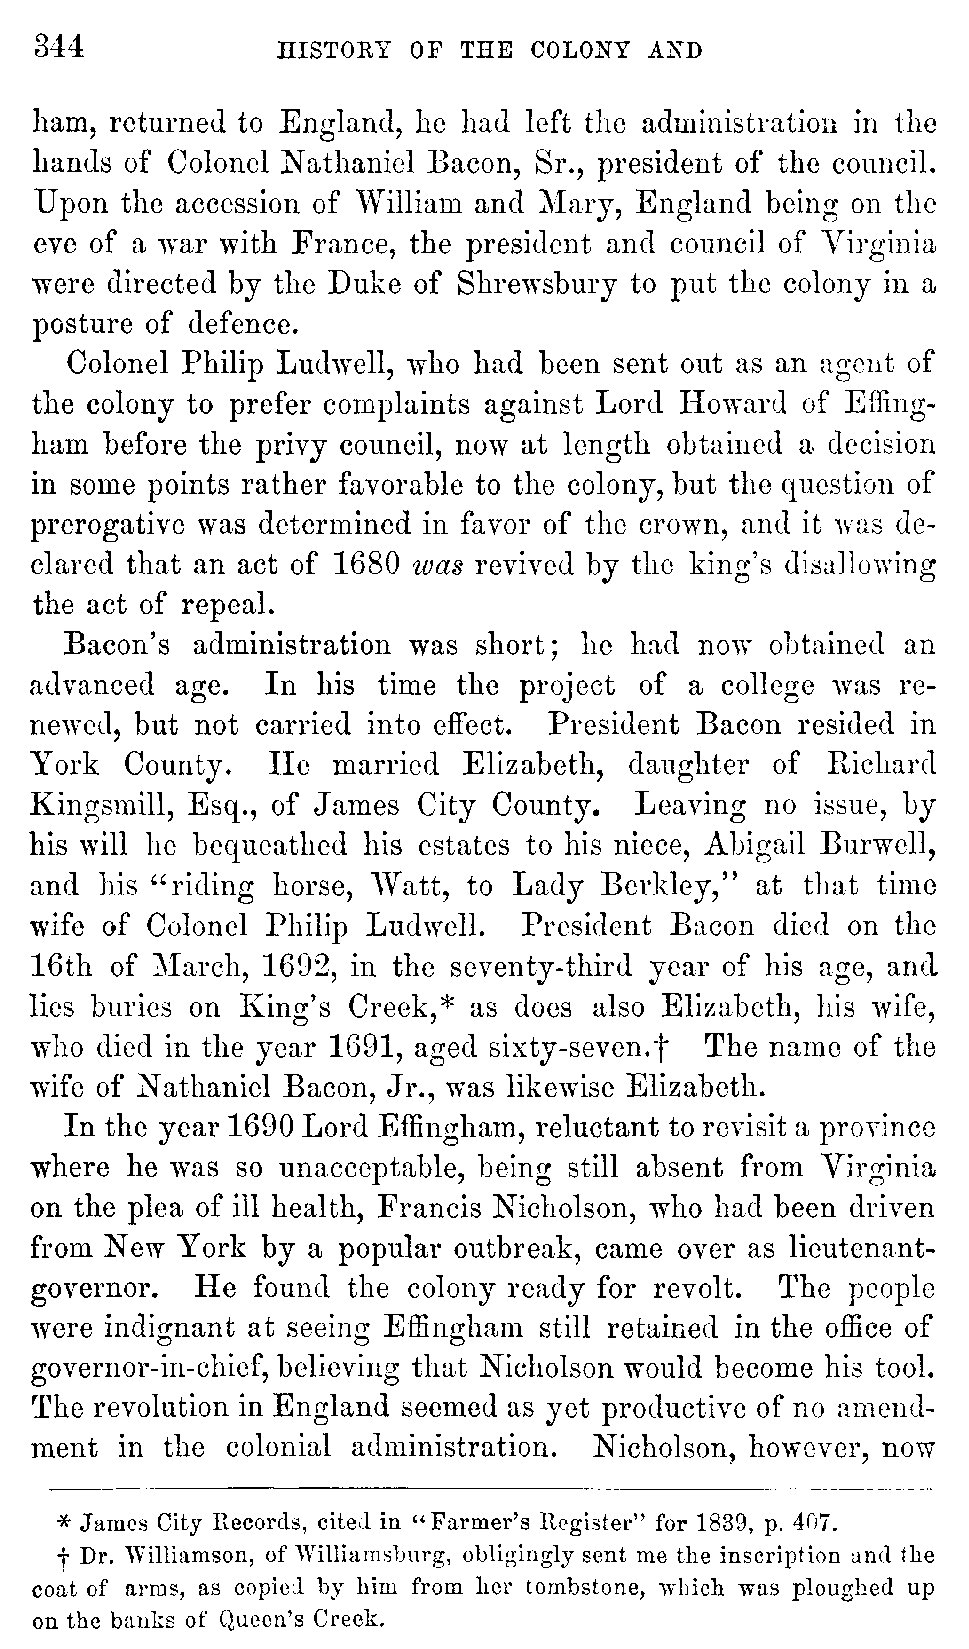 344 HISTORY OF THE COLONY AND
ham, returned to England, he had left the administration in the
hands of Colonel Nathaniel Bacon, Sr., president of the council.
Upon the accession of William and Mary, England being on the
eve of a war with France, the president and council of Virginia
were directed by the Duke of Shrewsbury to put the colony in a
posture of defence.
Colonel Philip Ludwell, who had been sent out as an agent of
the colony to prefer complaints against Lord Howard of Effing-
ham before the privy council, now at length obtained a decision
in some points rather favorable to the colony, but the question of
prerogative was determined in favor of the crown, and it was de-
clared that an act of 1680 was revived by the king's disallowing
the act of repeal.
Bacon's administration was short; he had now obtained an
advanced age. In his time the project of a college was re-
newed, but not carried into effect. President Bacon resided in
York County. He married Elizabeth, daughter of Richard
Kingsmill, Esq., of James City County. Leaving no issue, by
his will he bequeathed his estates to his niece, Abigail Burwell,
and his "riding horse, Watt, to Lady Berkley," at that time
wife of Colonel Philip Ludwell. President Bacon died on the
16th of March, 1692, in the seventy-third year of his age, and
lies buries on King's Creek,* as does also Elizabeth, his wife,
who died in the year 1691, aged sixty-seven.† The name of the
wife of Nathaniel Bacon, Jr., was likewise Elizabeth.
In the year 1690 Lord Effingham, reluctant to revisit a province
where he was so unacceptable, being still absent from Virginia
on the plea of ill health, Francis Nicholson, who had been driven
from New York by a popular outbreak, came over as lieutenant-
governor. He found the colony ready for revolt. The people
were indignant at seeing Effingham still retained in the office of
governor-in-chief, believing that Nicholson would become his tool.
The revolution in England seemed as yet productive of no amend-
ment in the colonial administration. Nicholson, however, now
* James City Records, cited in "Farmer's Register" for 1839, p. 407.
† Dr. Williamson, of Williamsburg, obligingly sent me the inscription and the
coat of arms, as copied by him from her tombstone, which was ploughed up
on the banks of Queen's Creek.